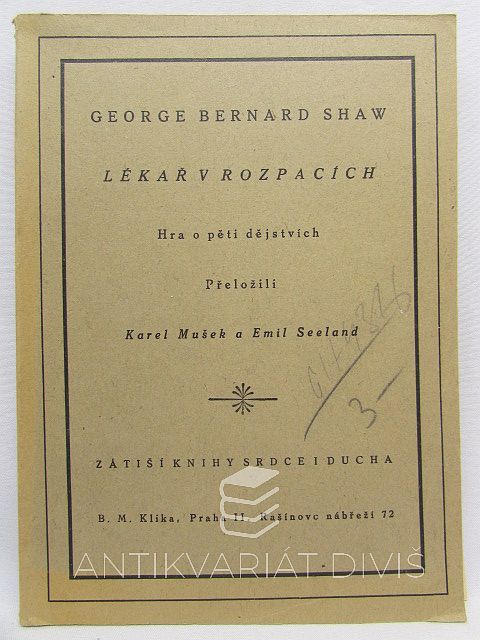 GEORGE BERNARD SHAW
LÉKAŘ V ROZPACÍCH
Hra o pěti dějstvích
Přeložili
Karel Mušek a Emil Seeland
3-
ZÁTIŠÍ KNIHY SRDCE I DUCHA
B. M. Klika, Praha II. Rašínovo nábřeží 72
ANTIKVARIÁT DIVIŠ